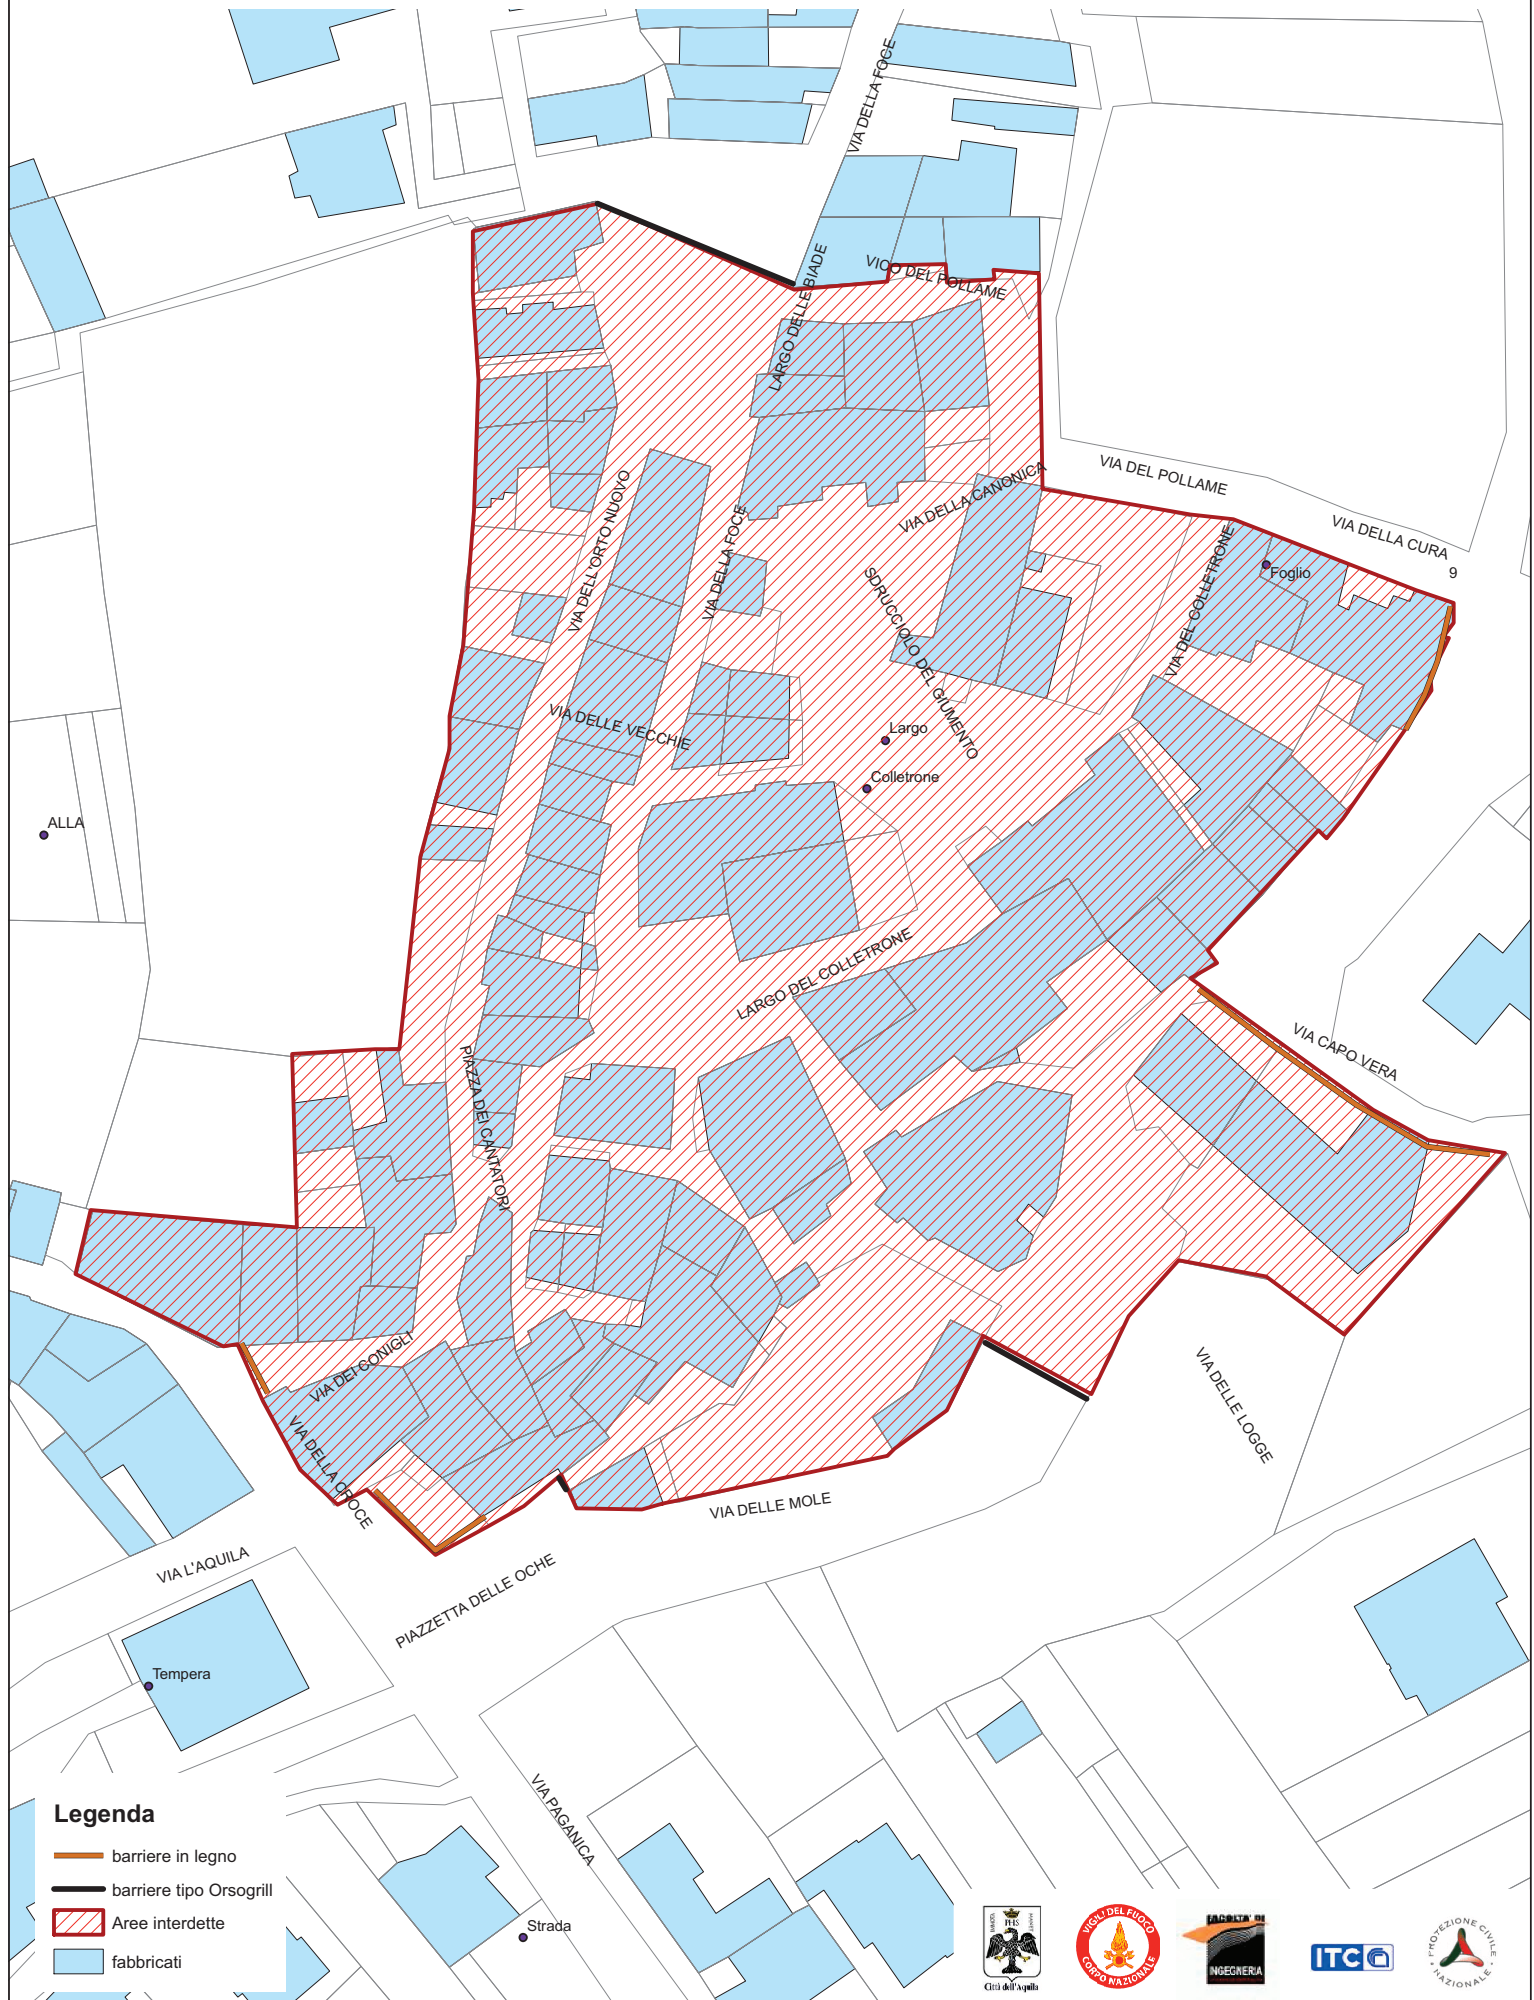 VIA DELLA FOCE
LARGO DELLE BIADE
VICO DEL POLLAME
VIA DELLA CANONICA
VIA DEL POLLAME
VIA DELLA CURA
9
Foglio
VIA DELL'ORTO NUOVO
VIA DELLA FOCE
SDRUCCIOLO DEL GIUMENTO
VIA DEL COLLETRONE
VIA DELLE VECCHIE
Largo
Colletrone
ALLA
LARGO DEL COLLETRONE
VIA CAPO VERA
PIAZZA DEI CANTATORI
VIA DEI CONIGLI
VIA DELLA CROCE
VIA DELLE LOGGE
VIA DELLE MOLE
VIA L'AQUILA
PIAZZETTA DELLE OCHE
Tempera
VIA PAGANICA
Strada
Legenda
barriere in legno
barriere tipo Orsogrill
Aree interdette
fabbricati
PHS
Città dell'Aquila
VIGILI DEL FUOCO
CORPO NAZIONALE
FACOLTA' DI
INGEGNERIA
ITC
PROTEZIONE CIVILE
NAZIONALE